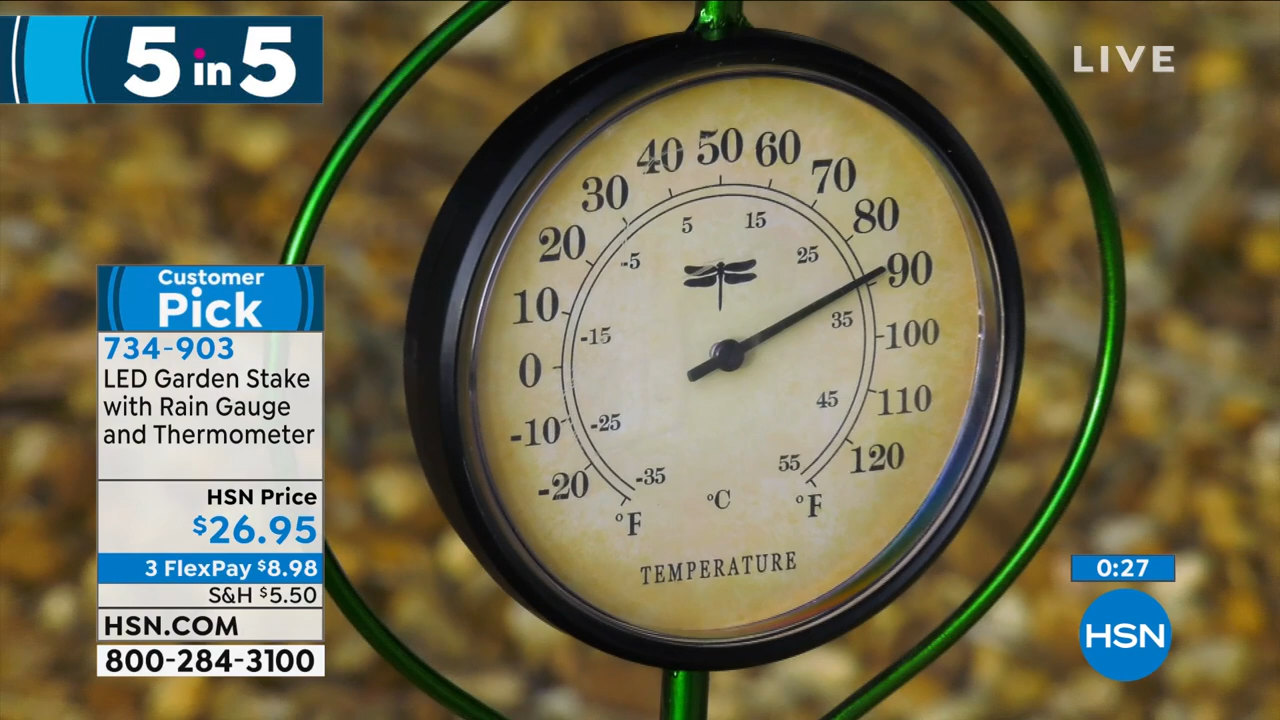 5 in 5
LIVE
Customer
Pick
734-903
LED Garden Stake
with Rain Gauge
and Thermometer
HSN Price
$26.95
3 FlexPay $8.98
S&H $5.50
HSN.COM
800-284-3100
-20
-10
0
10
20
30
40
50
60
70
80
90
100
110
120
-35
-25
-15
-5
5
15
25
35
45
55
°F
°C
°F
TEMPERATURE
0:27
HSN